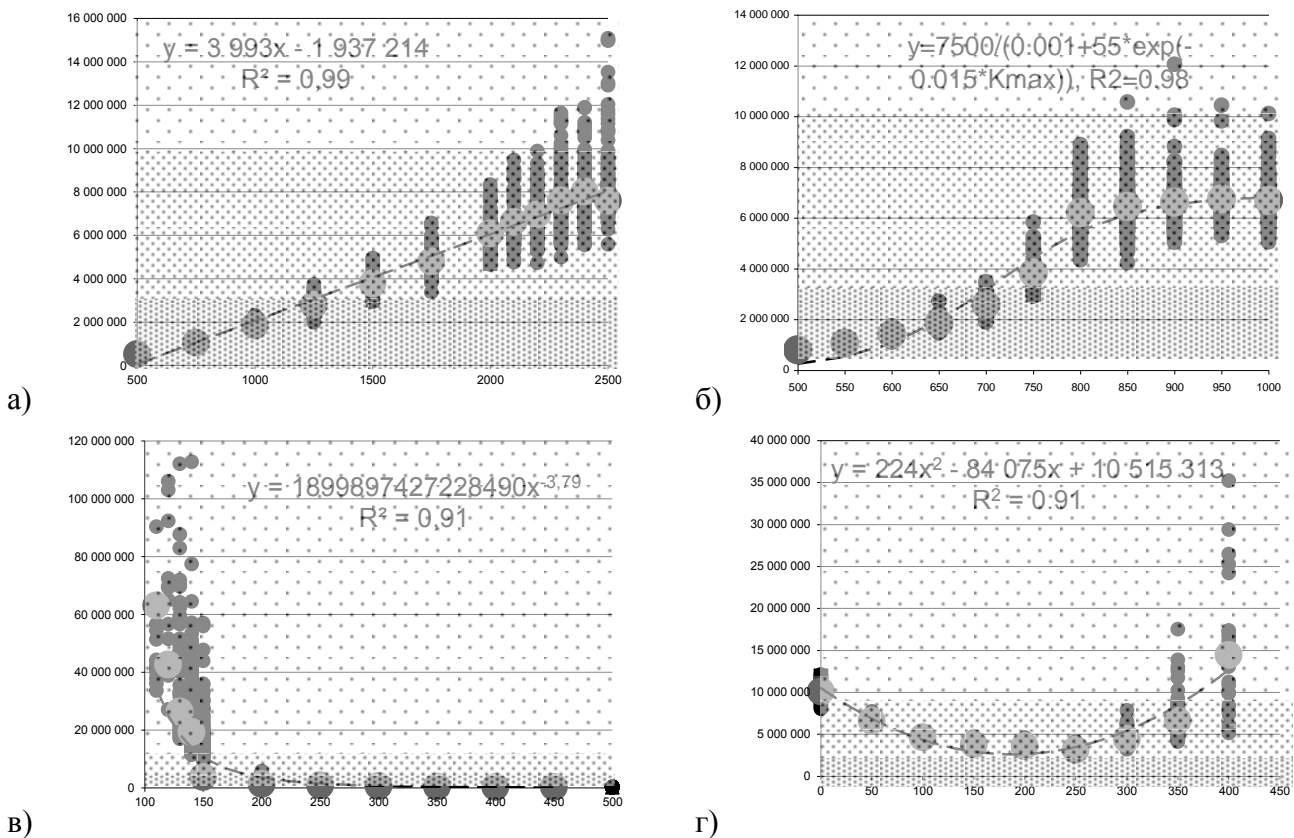 16 000 000
y = 3 993x - 1 937 214
R² = 0,99
14 000 000
12 000 000
10 000 000
8 000 000
6 000 000
4 000 000
2 000 000
0
500 1000 1500 2000 2500
а)
14 000 000
y=7500/(0.001+55*exp(-
0.015*Kmax)), R2=0.98
12 000 000
10 000 000
8 000 000
6 000 000
4 000 000
2 000 000
0
500 550 600 650 700 750 800 850 900 950 1000
б)
120 000 000
y = 1899897427228490x-3,79
R² = 0,91
100 000 000
80 000 000
60 000 000
40 000 000
20 000 000
0
100 150 200 250 300 350 400 450 500
в)
40 000 000
y = 224x² - 84 075x + 10 515 313
R² = 0.91
35 000 000
30 000 000
25 000 000
20 000 000
15 000 000
10 000 000
5 000 000
0
0 50 100 150 200 250 300 350 400 450
г)